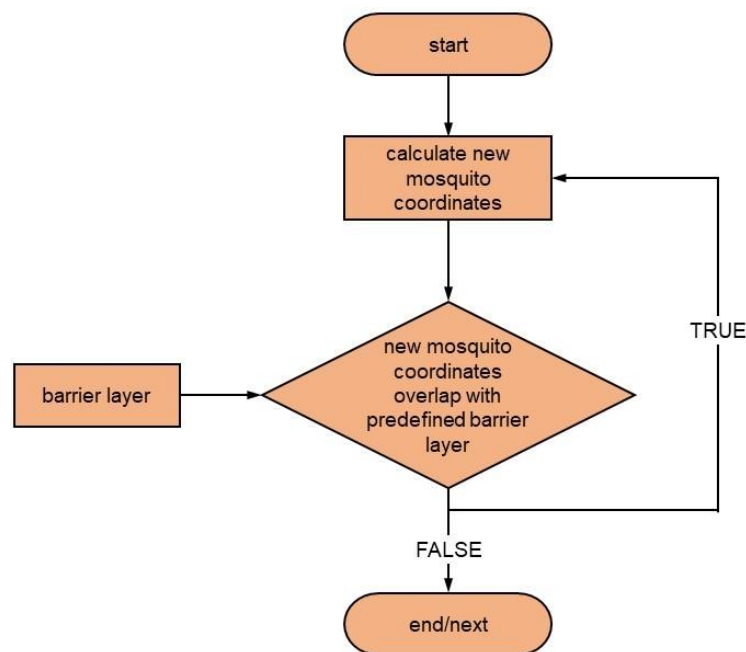 start
calculate new
mosquito
coordinates
TRUE
new mosquito
coordinates
overlap with
predefined barrier
layer
barrier layer
FALSE
end/next